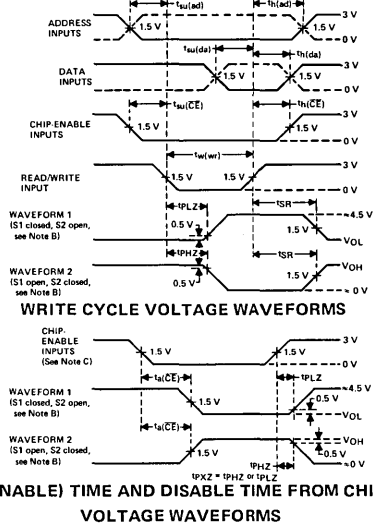 tsu(ad)
th(ad)
3 V
ADDRESS
INPUTS
1.5 V
1.5 V
0 V
tsu(da)
th(da)
3 V
DATA
INPUTS
1.5 V
1.5 V
0 V
tsu(CE)
th(CE)
3 V
CHIP-ENABLE
INPUTS
1.5 V
1.5 V
0 V
tw(wr)
3 V
READ/WRITE
INPUT
1.5 V
1.5 V
0 V
tPLZ
tSR
≈4.5 V
WAVEFORM 1
(S1 closed, S2 open,
see Note B)
0.5 V
1.5 V
VOL
tPHZ
tSR
VOH
WAVEFORM 2
(S1 open, S2 closed,
see Note B)
0.5 V
1.5 V
≈ 0 V
WRITE CYCLE VOLTAGE WAVEFORMS
CHIP-
ENABLE
INPUTS
(See Note C)
3 V
1.5 V
1.5 V
0 V
ta(CE)
tPLZ
≈4.5 V
WAVEFORM 1
(S1 closed, S2 open,
see Note B)
1.5 V
0.5 V
VOL
ta(CE)
VOH
WAVEFORM 2
(S1 open, S2 closed,
see Note B)
1.5 V
0.5 V
≈0 V
tPHZ
tPXZ = tPHZ or tPLZ
NABLE) TIME AND DISABLE TIME FROM CHI
VOLTAGE WAVEFORMS